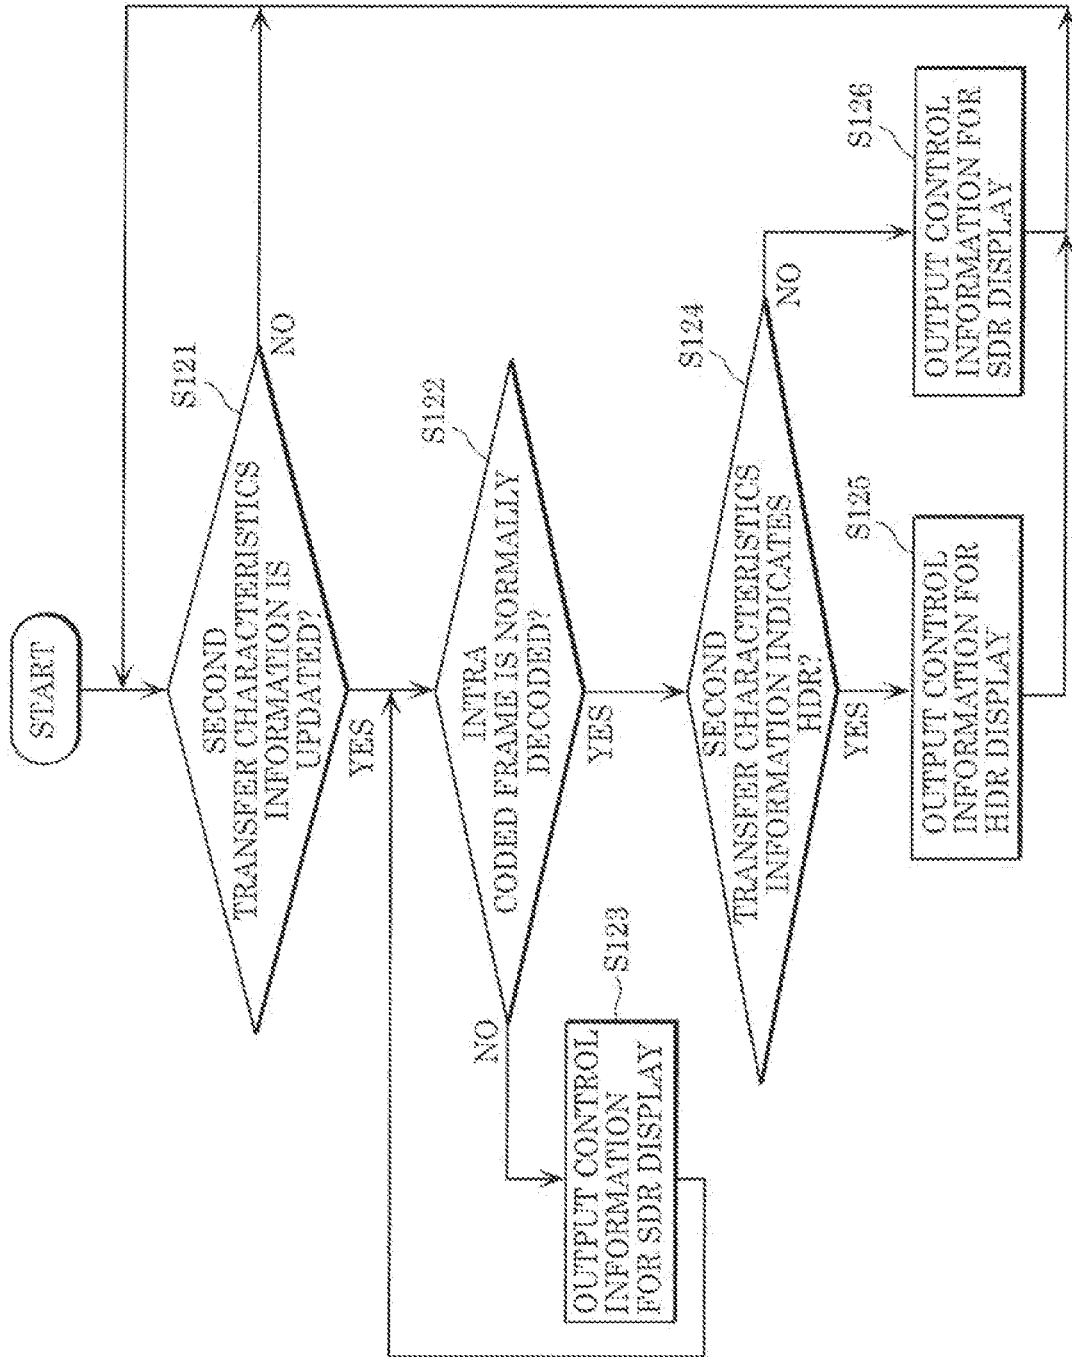 START
S121
SECOND
TRANSFER CHARACTERISTICS
INFORMATION IS
UPDATED?
NO
YES
S122
INTRA
CODED FRAME IS NORMALLY
DECODED?
NO
YES
S123
OUTPUT CONTROL
INFORMATION
FOR SDR DISPLAY
S124
SECOND
TRANSFER CHARACTERISTICS
INFORMATION INDICATES
HDR?
NO
YES
S125
OUTPUT CONTROL
INFORMATION FOR
HDR DISPLAY
S126
OUTPUT CONTROL
INFORMATION FOR
SDR DISPLAY